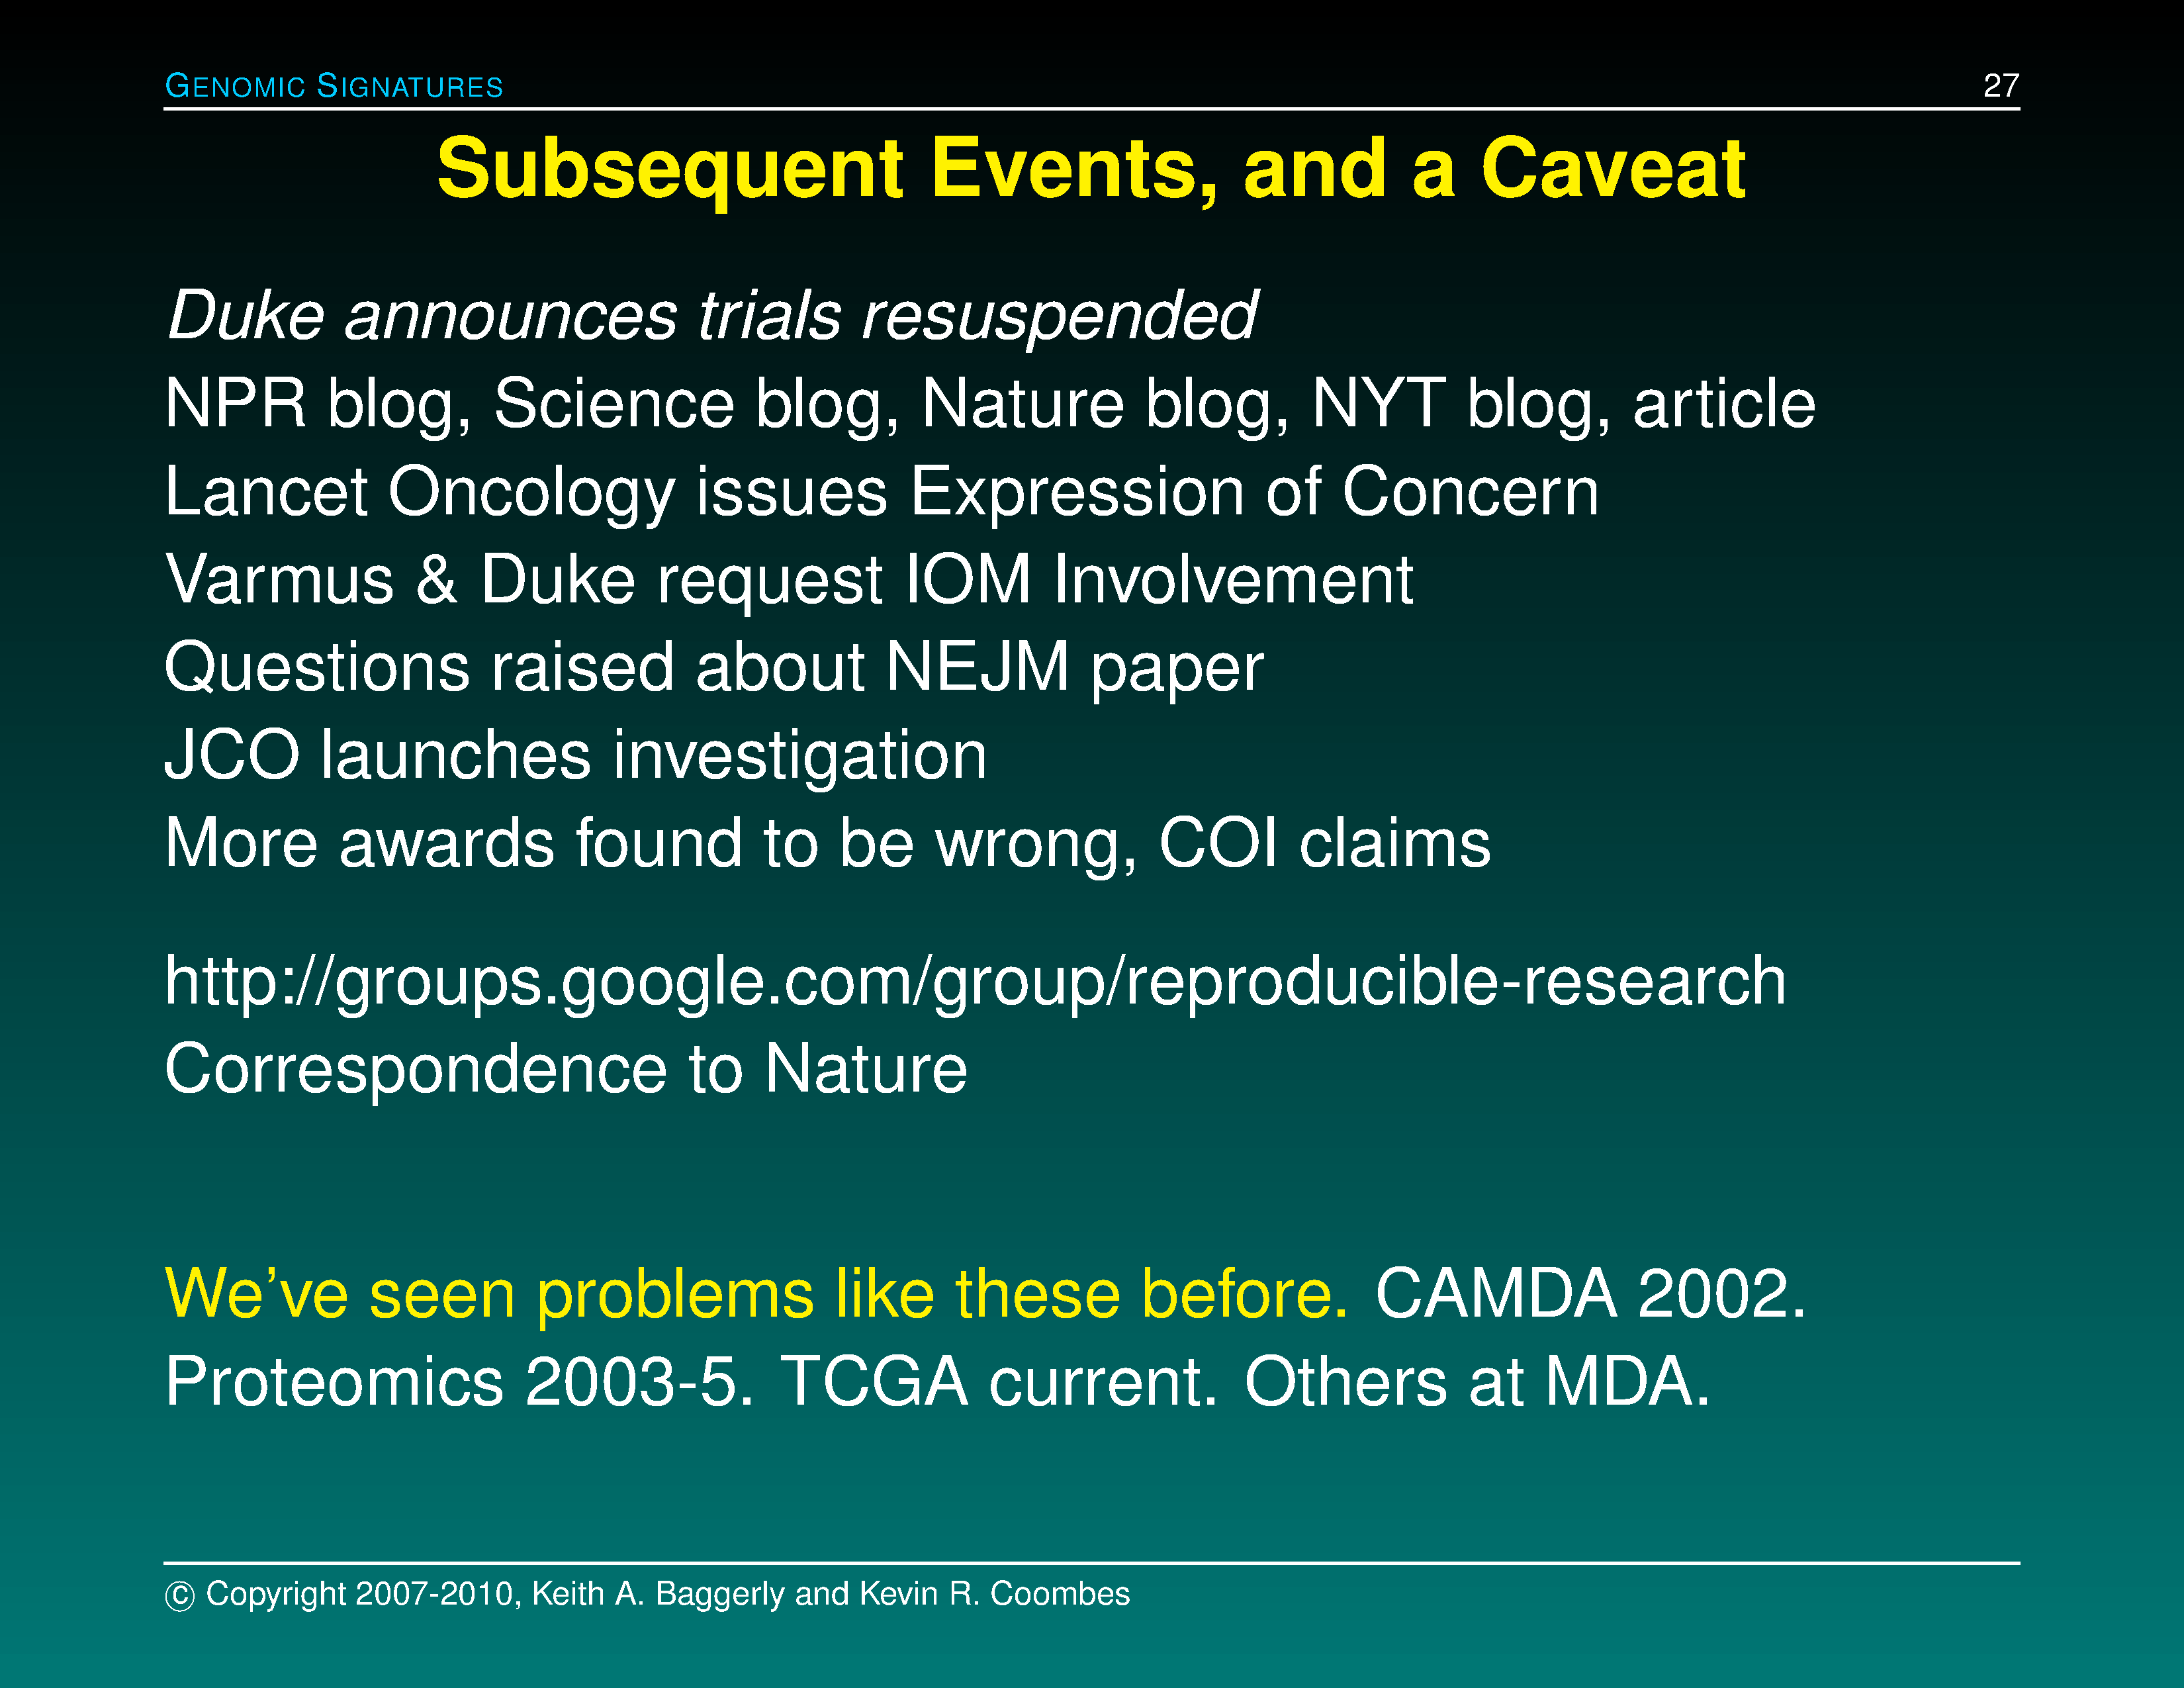 GENOMIC SIGNATURES 27
Subsequent Events, and a Caveat
Duke announces trials resuspended
NPR blog, Science blog, Nature blog, NYT blog, article
Lancet Oncology issues Expression of Concern
Varmus & Duke request IOM Involvement
Questions raised about NEJM paper
JCO launches investigation
More awards found to be wrong, COI claims
http://groups.google.com/group/reproducible-research
Correspondence to Nature
We’ve seen problems like these before. CAMDA 2002.
Proteomics 2003-5. TCGA current. Others at MDA.
© Copyright 2007-2010, Keith A. Baggerly and Kevin R. Coombes